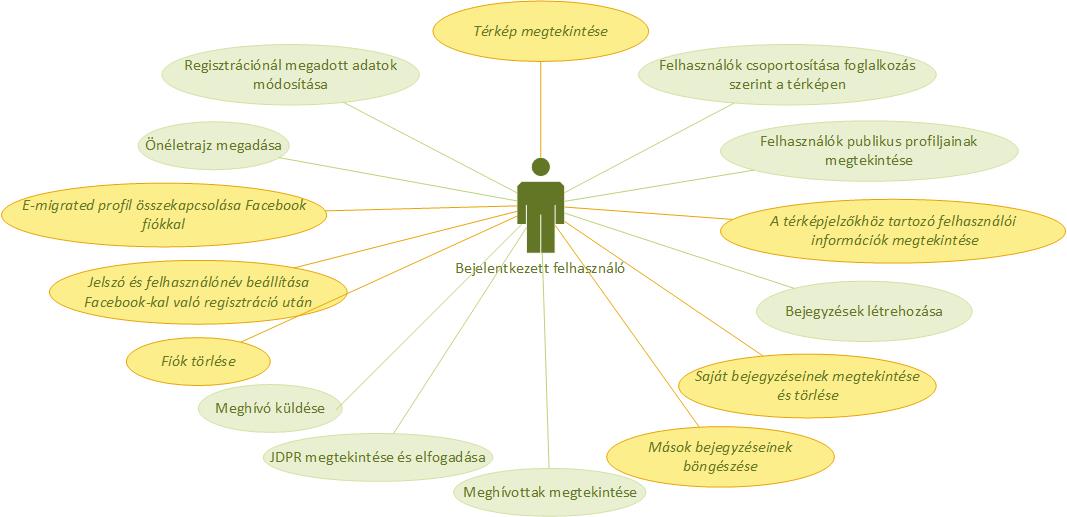 Térkép megtekintése
Regisztrációnál megadott adatok
módosítása
Felhasználók csoportosítása foglalkozás
szerint a térképen
Önéletrajz megadása
Felhasználók publikus profiljainak
megtekintése
E-migrated profil összekapcsolása Facebook
fiókkal
A térképjelzőkhöz tartozó felhasználói
információk megtekintése
Bejelentkezett felhasználó
Jelszó és felhasználónév beállítása
Facebook-kal való regisztráció után
Bejegyzések létrehozása
Fiók törlése
Saját bejegyzéseinek megtekintése
és törlése
Meghívó küldése
JDPR megtekintése és elfogadása
Mások bejegyzéseinek
böngészése
Meghívottak megtekintése